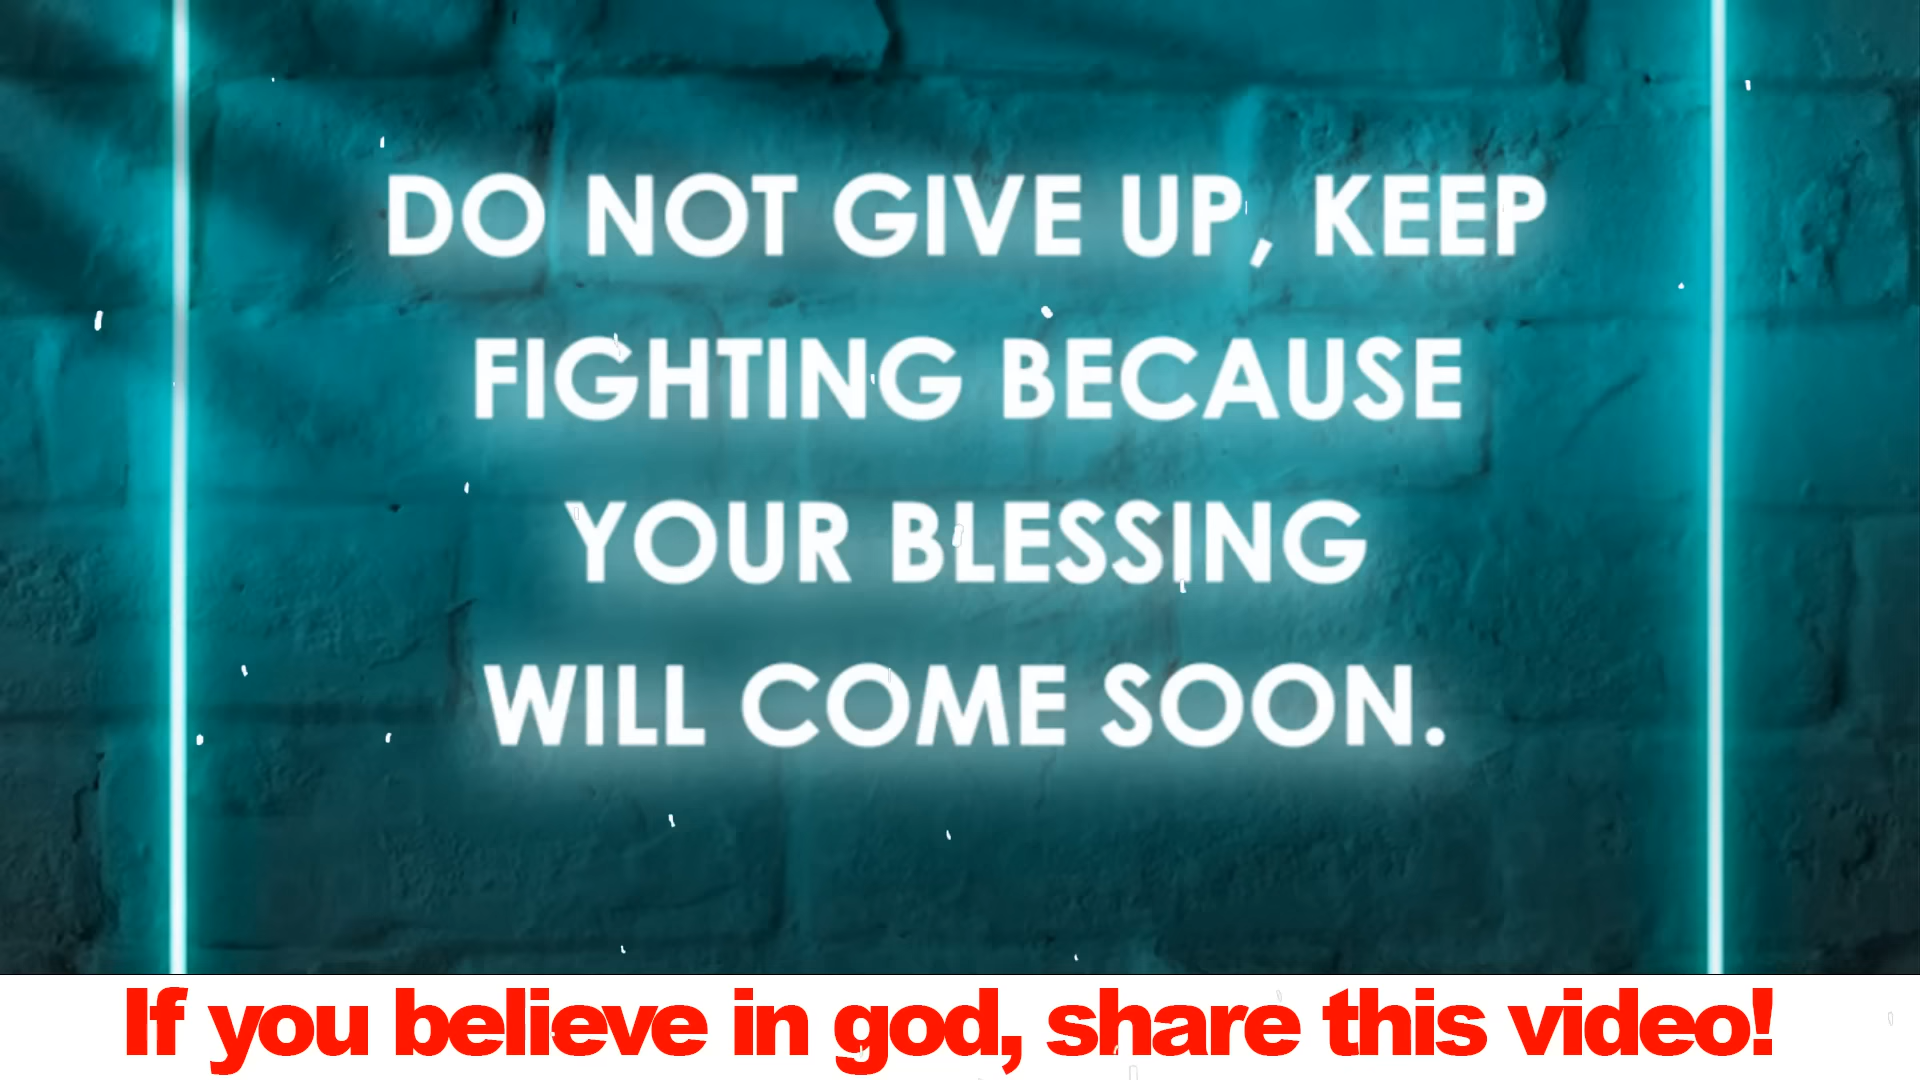 DO NOT GIVE UP, KEEP
FIGHTING BECAUSE
YOUR BLESSING
WILL COME SOON.
If you believe in god, share this video!